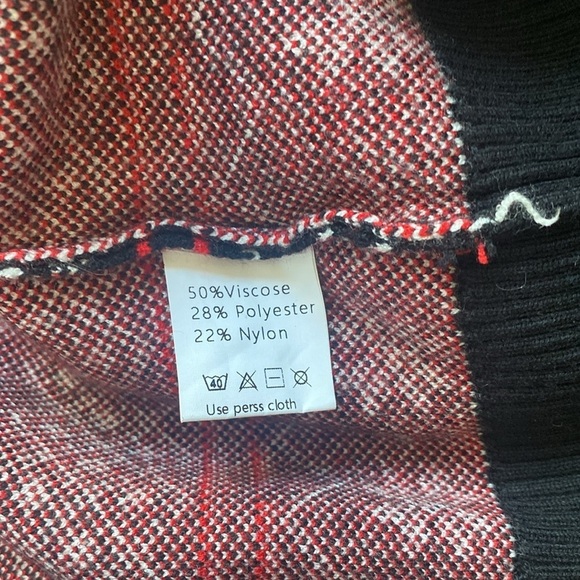 50%Viscose
28% Polyester
22% Nylon
40
Use perss cloth